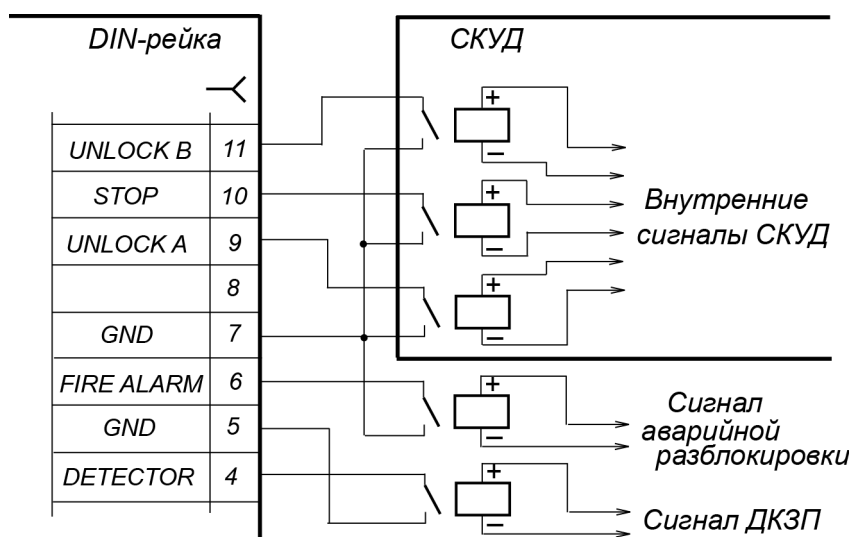 DIN-рейка
СКУД
UNLOCK B 11
STOP 10
UNLOCK A 9
8
GND 7
FIRE ALARM 6
GND 5
DETECTOR 4
+
−
+
−
+
−
Внутренние
сигналы СКУД
+
−
Сигнал
аварийной
разблокировки
+
−
Сигнал ДКЗП